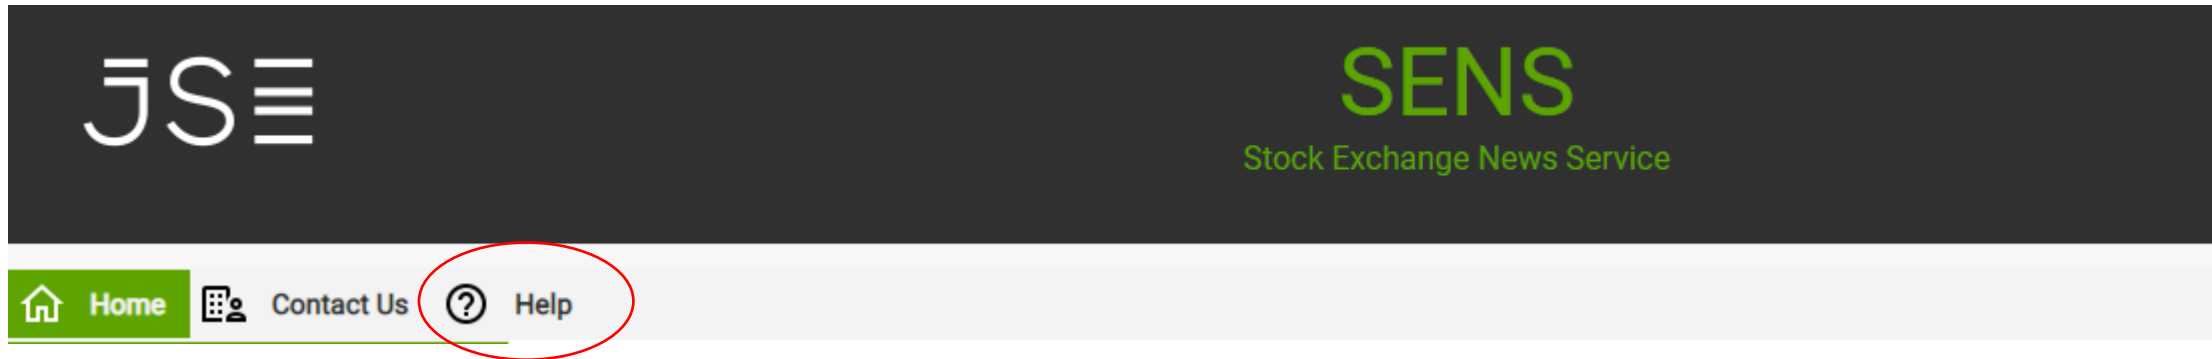 JSE
SENS
Stock Exchange News Service
Home Contact Us Help